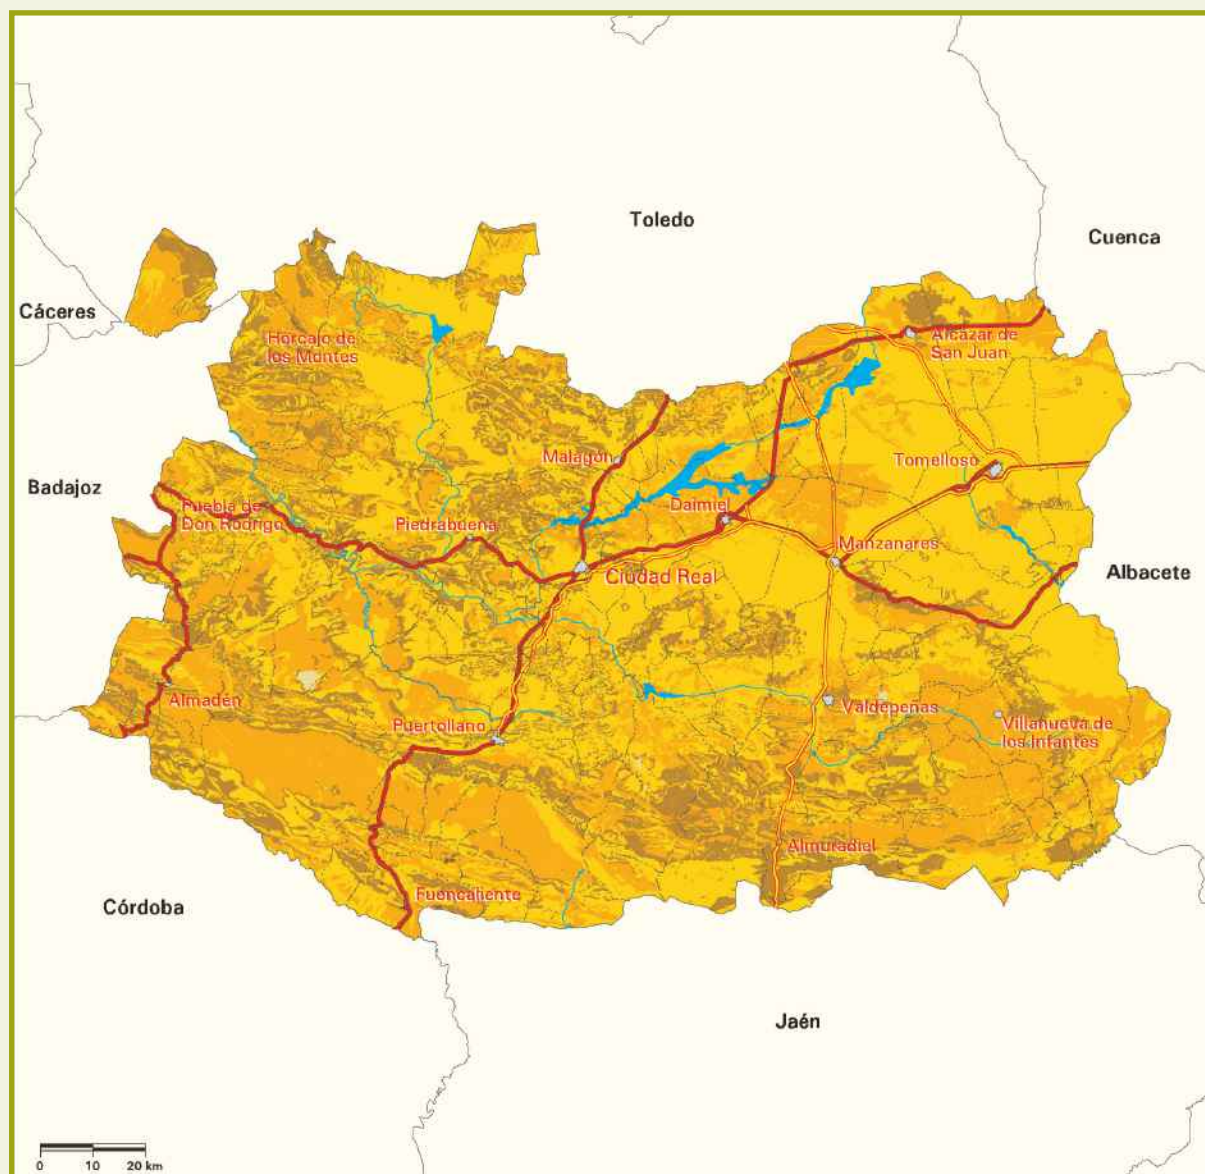 Toledo
Cuenca
Cáceres
Horcajo de
los Montes
Alcázar de
San Juan
Malagón
Tomelloso
Badajoz
Puebla de
Don Rodrigo
Piedrabuena
Daimiel
Manzanares
Ciudad Real
Albacete
Almadén
Puertollano
Valdepeñas
Villanueva de
los Infantes
Almuradiel
Fuencaliente
Córdoba
Jaén
0 10 20 km